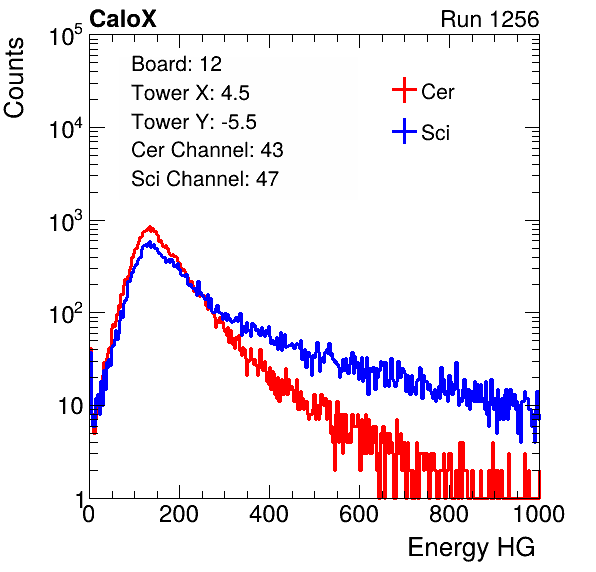 CaloX Run 1256
10^5
Counts
Board: 12
Tower X: 4.5
Tower Y: -5.5
Cer Channel: 43
Sci Channel: 47
Cer
Sci
10^4
10^3
10^2
10
1
0 200 400 600 800 1000
Energy HG